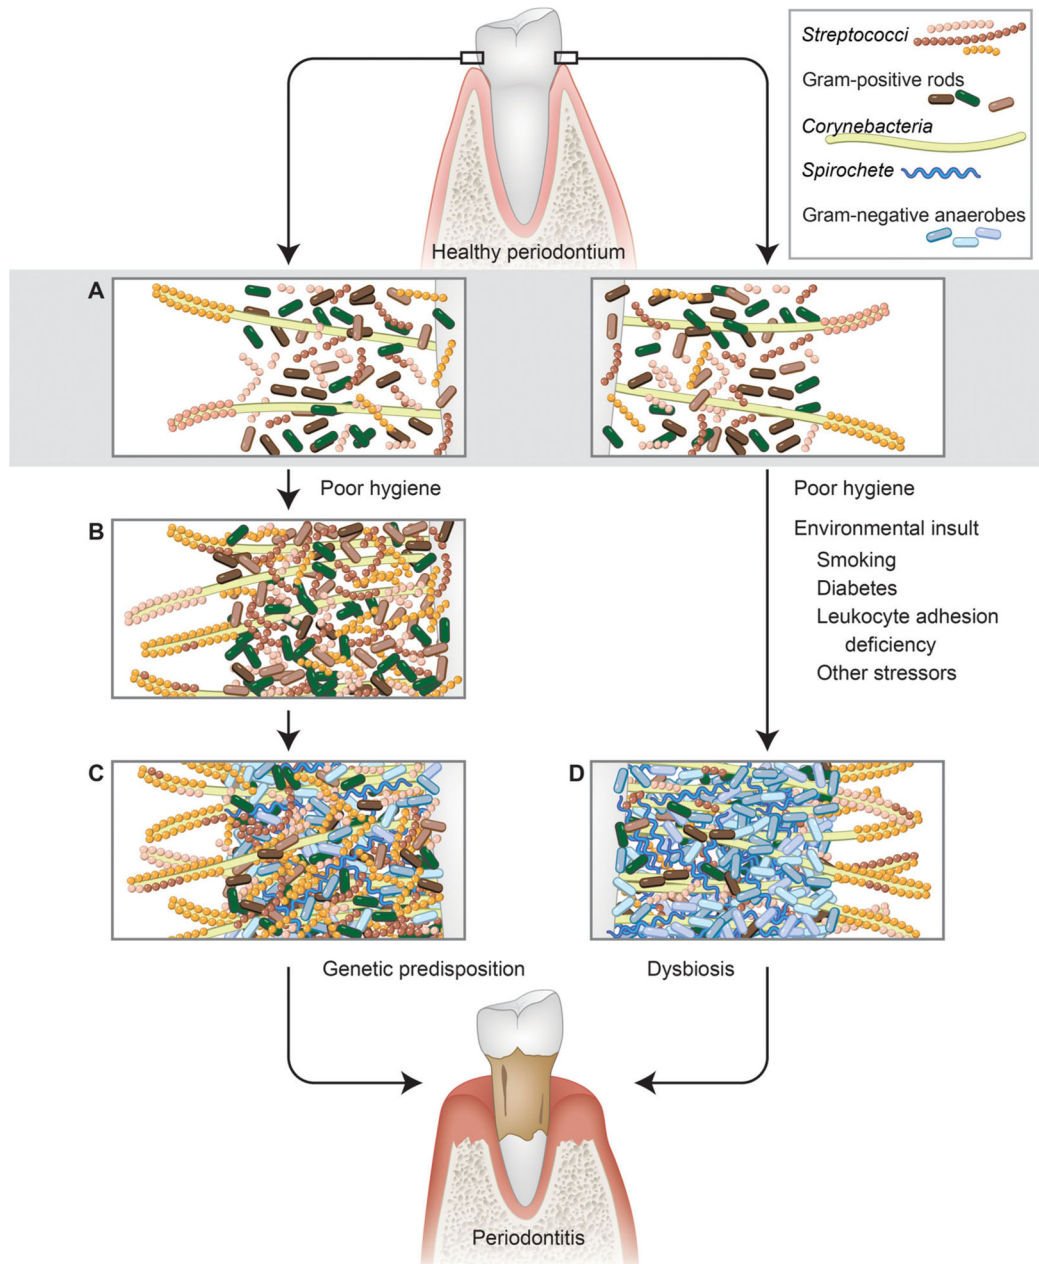 Streptococci
Gram-positive rods
Corynebacteria
Spirochete
Gram-negative anaerobes
Healthy periodontium
A
Poor hygiene
Poor hygiene
Environmental insult
Smoking
Diabetes
Leukocyte adhesion
deficiency
Other stressors
B
C
D
Genetic predisposition
Dysbiosis
Periodontitis